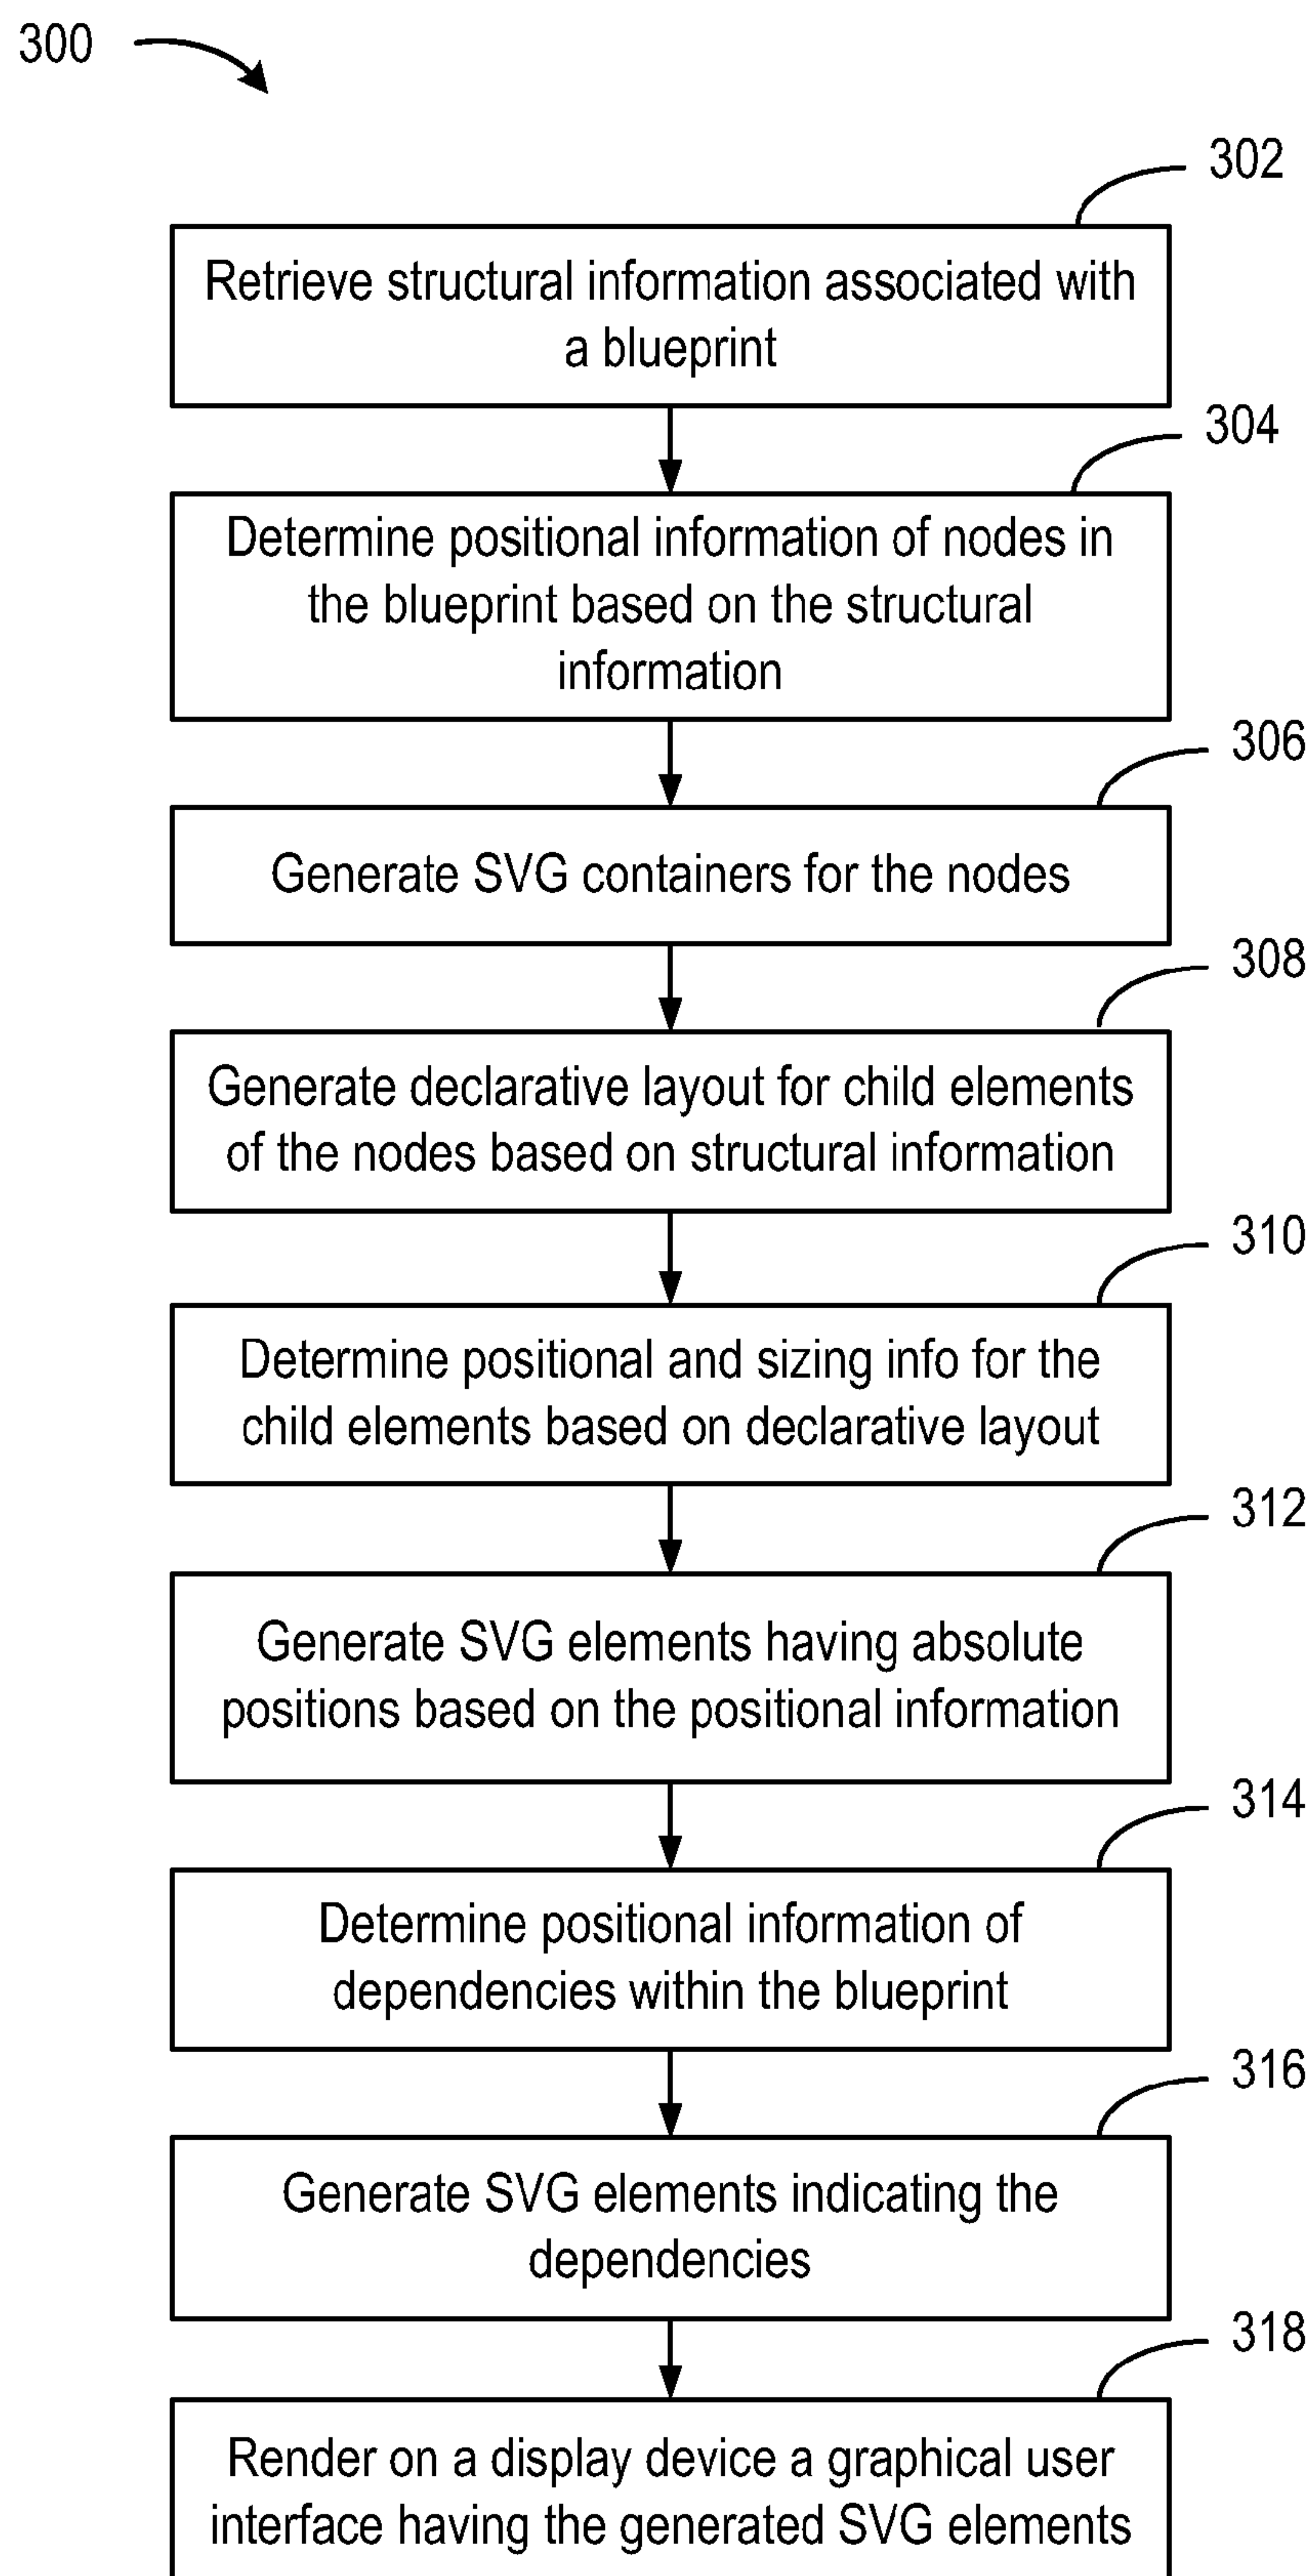 300
302
Retrieve structural information associated with
a blueprint
304
Determine positional information of nodes in
the blueprint based on the structural
information
306
Generate SVG containers for the nodes
308
Generate declarative layout for child elements
of the nodes based on structural information
310
Determine positional and sizing info for the
child elements based on declarative layout
312
Generate SVG elements having absolute
positions based on the positional information
314
Determine positional information of
dependencies within the blueprint
316
Generate SVG elements indicating the
dependencies
318
Render on a display device a graphical user
interface having the generated SVG elements